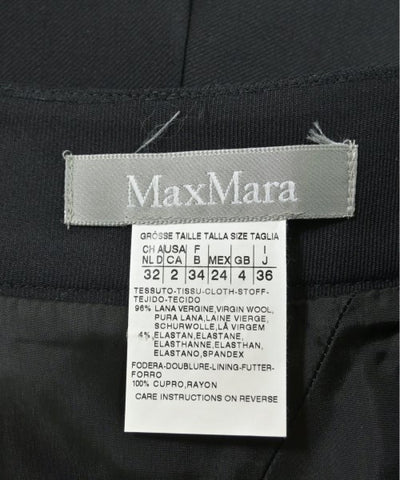 MaxMara
GRÖSSE TAILLE TALLA SIZE TAGLIA
CH A USA F I
NL D CA B MEX GB J
32 2 34 24 4 36
TESSUTO-TISSU-CLOTH-STOFF-
TEJIDO-TECIDO
96% LANA VERGINE, VIRGIN WOOL,
PURA LANA, LAINE VIERGE,
SCHURWOLLE, LÃ VIRGEM
4% ELASTAN, ELASTANE,
ELASTHANNE, ELASTHAN,
ELASTANO, SPANDEX
FODERA-DOUBLURE-LINING-FUTTER-
FORRO
100% CUPRO, RAYON
CARE INSTRUCTIONS ON REVERSE